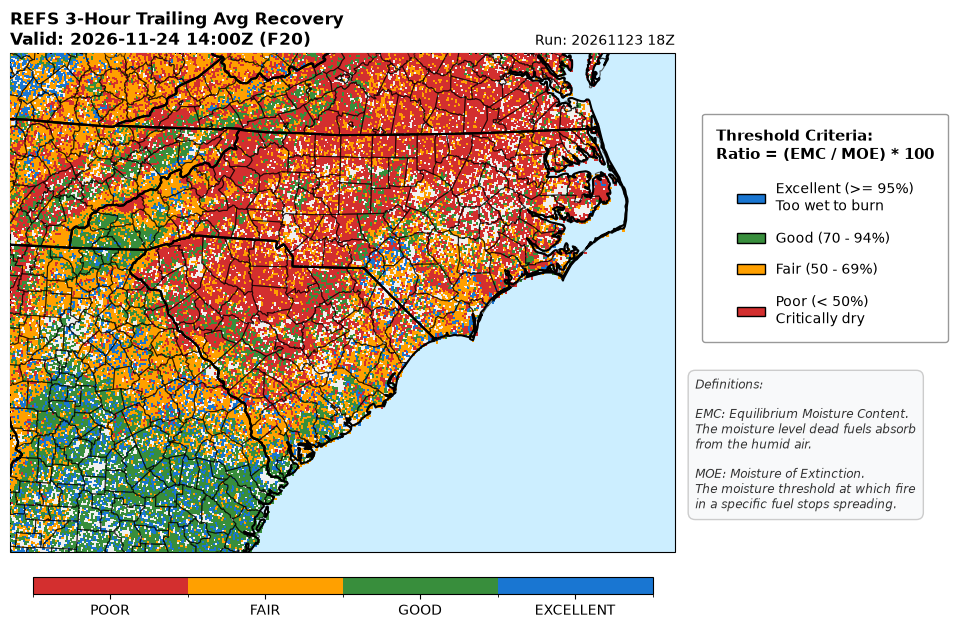 REFS 3-Hour Trailing Avg Recovery
Valid: 2026-11-24 14:00Z (F20)
Run: 20261123 18Z
Threshold Criteria:
Ratio = (EMC / MOE) * 100
Excellent (>= 95%)
Too wet to burn
Good (70 - 94%)
Fair (50 - 69%)
Poor (< 50%)
Critically dry
Definitions:
EMC: Equilibrium Moisture Content.
The moisture level dead fuels absorb
from the humid air.
MOE: Moisture of Extinction.
The moisture threshold at which fire
in a specific fuel stops spreading.
POOR
FAIR
GOOD
EXCELLENT